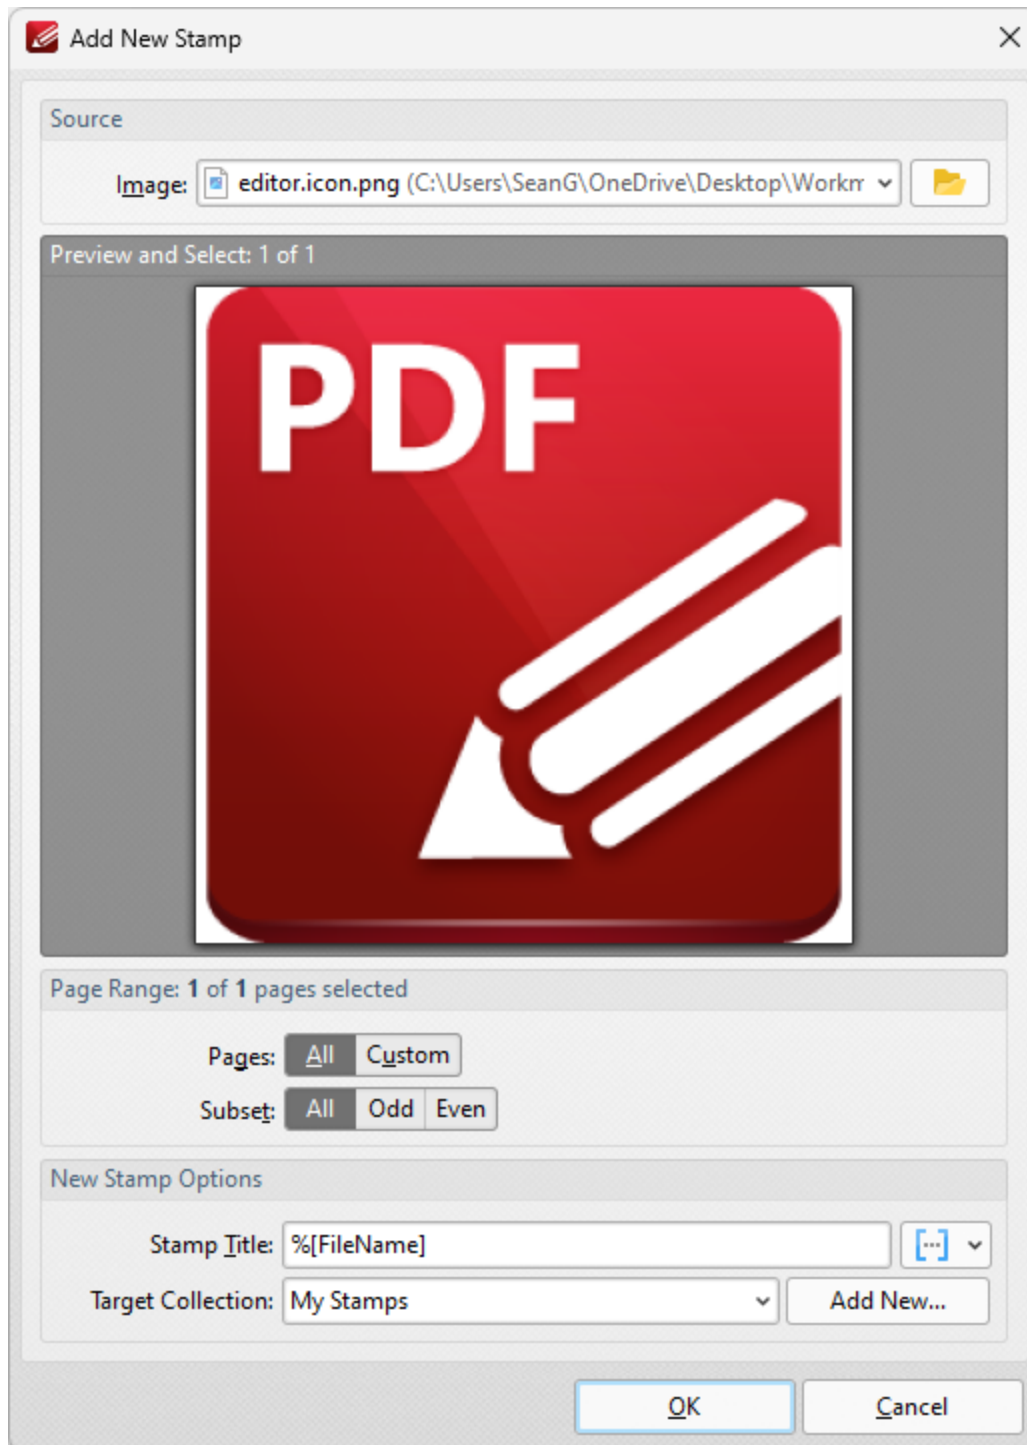 Add New Stamp
Source
Image: editor.icon.png (C:\Users\SeanG\OneDrive\Desktop\Workm
Preview and Select: 1 of 1
PDF
Page Range: 1 of 1 pages selected
Pages: All Custom
Subset: All Odd Even
New Stamp Options
Stamp Title: %[FileName]
Target Collection: My Stamps Add New...
OK Cancel